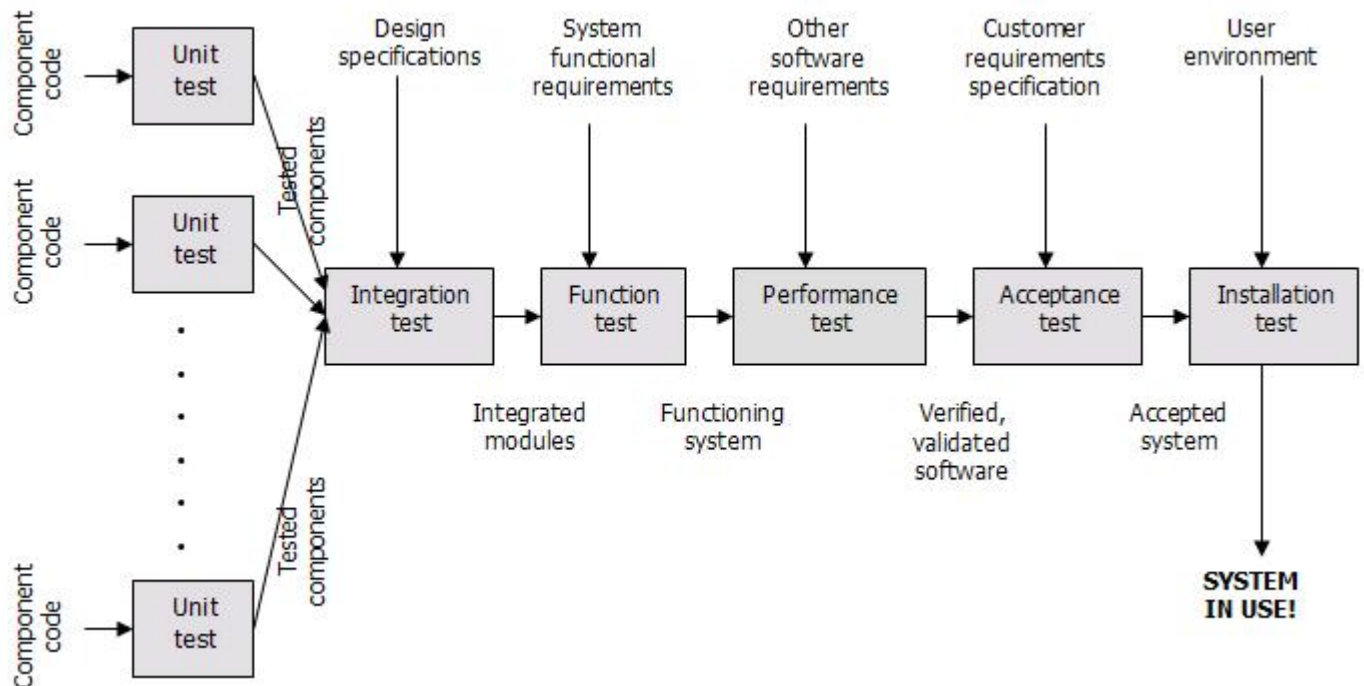 Component
code
Unit
test
Design
specifications
System
functional
requirements
Other
software
requirements
Customer
requirements
specification
User
environment
Tested
components
Component
code
Unit
test
Integration
test
Function
test
Performance
test
Acceptance
test
Installation
test
Integrated
modules
Functioning
system
Verified,
validated
software
Accepted
system
Tested
components
Component
code
Unit
test
SYSTEM
IN USE!